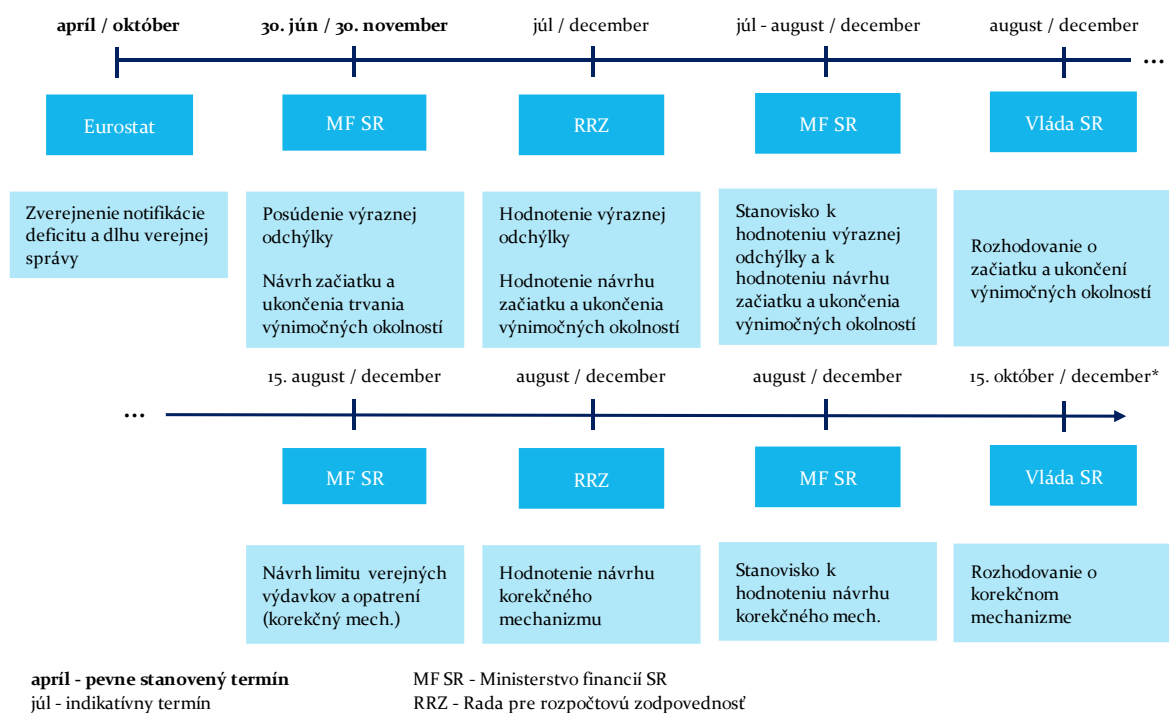 apríl / október
30. jún / 30. november
júl / december
júl - august / december
august / december
...
Eurostat
MF SR
RRZ
MF SR
Vláda SR
Zverejnenie notifikácie
deficitu a dlhu verejnej
správy
Posúdenie výraznej
odchýlky
Návrh začiatku a
ukončenia trvania
výnimočných okolností
Hodnotenie výraznej
odchýlky
Hodnotenie návrhu
začiatku a ukončenia
výnimočných okolností
Stanovisko k
hodnoteniu výraznej
odchýlky a k
hodnoteniu návrhu
začiatku a ukončenia
výnimočných okolností
Rozhodovanie o
začiatku a ukončení
výnimočných okolností
...
15. august / december
august / december
august / december
15. október / december*
MF SR
RRZ
MF SR
Vláda SR
Návrh limitu verejných
výdavkov a opatrení
(korekčný mech.)
Hodnotenie návrhu
korekčného
mechanizmu
Stanovisko k
hodnoteniu návrhu
korekčného mech.
Rozhodovanie o
korekčnom
mechanizme
apríl - pevne stanovený termín
MF SR - Ministerstvo financií SR
júl - indikatívny termín
RRZ - Rada pre rozpočtovú zodpovednosť